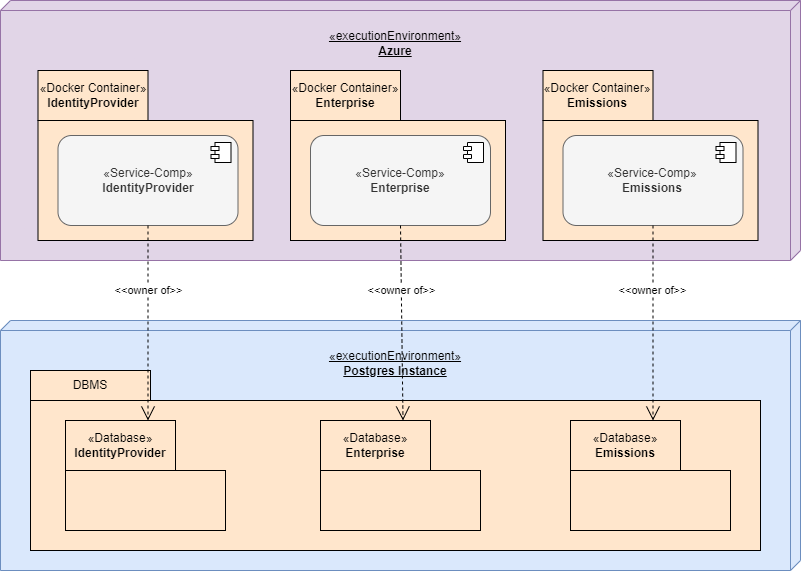 «executionEnvironment»
Azure
«Docker Container»
IdentityProvider
«Docker Container»
Enterprise
«Docker Container»
Emissions
«Service-Comp»
IdentityProvider
«Service-Comp»
Enterprise
«Service-Comp»
Emissions
<<owner of>>
<<owner of>>
<<owner of>>
«executionEnvironment»
Postgres Instance
DBMS
«Database»
IdentityProvider
«Database»
Enterprise
«Database»
Emissions